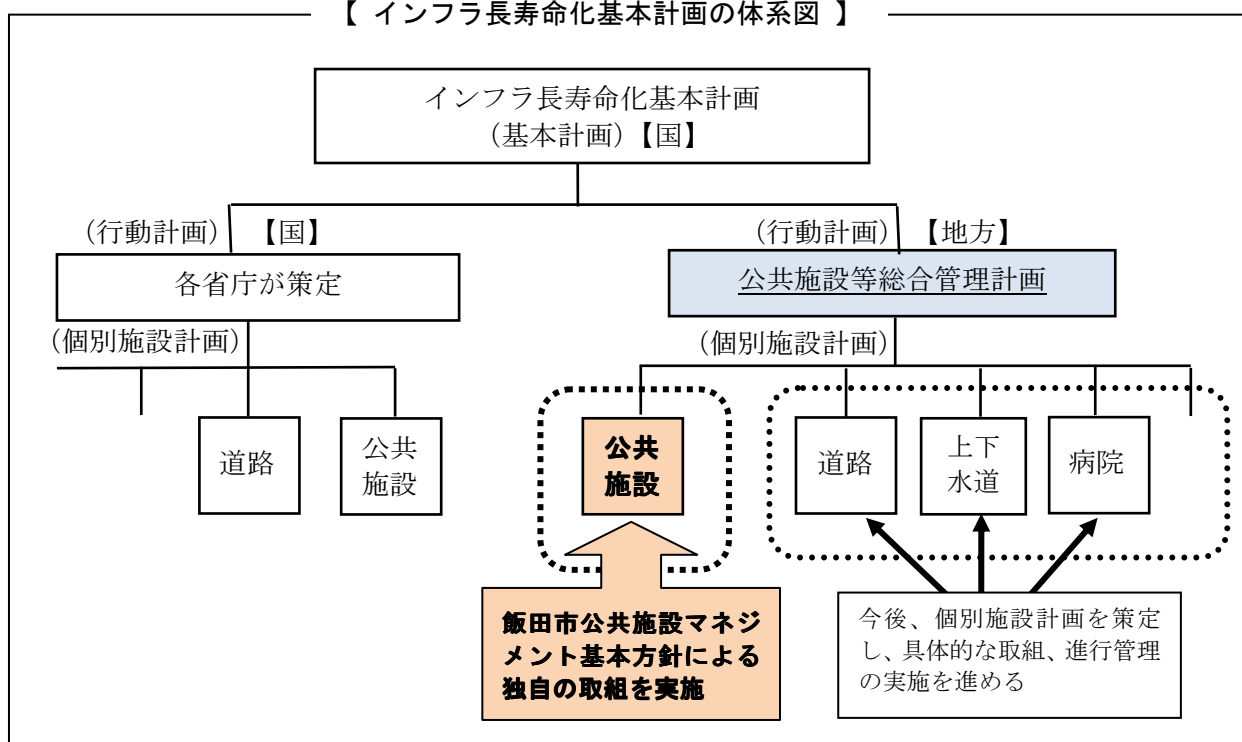 【 インフラ長寿命化基本計画の体系図 】
インフラ長寿命化基本計画
(基本計画)【国】
(行動計画) 【国】
(行動計画) 【地方】
各省庁が策定
公共施設等総合管理計画
(個別施設計画)
(個別施設計画)
道路
公共
施設
公共
施設
道路
上下
水道
病院
飯田市公共施設マネジ
メント基本方針による
独自の取組を実施
今後、個別施設計画を策定
し、具体的な取組、進行管理
の実施を進める